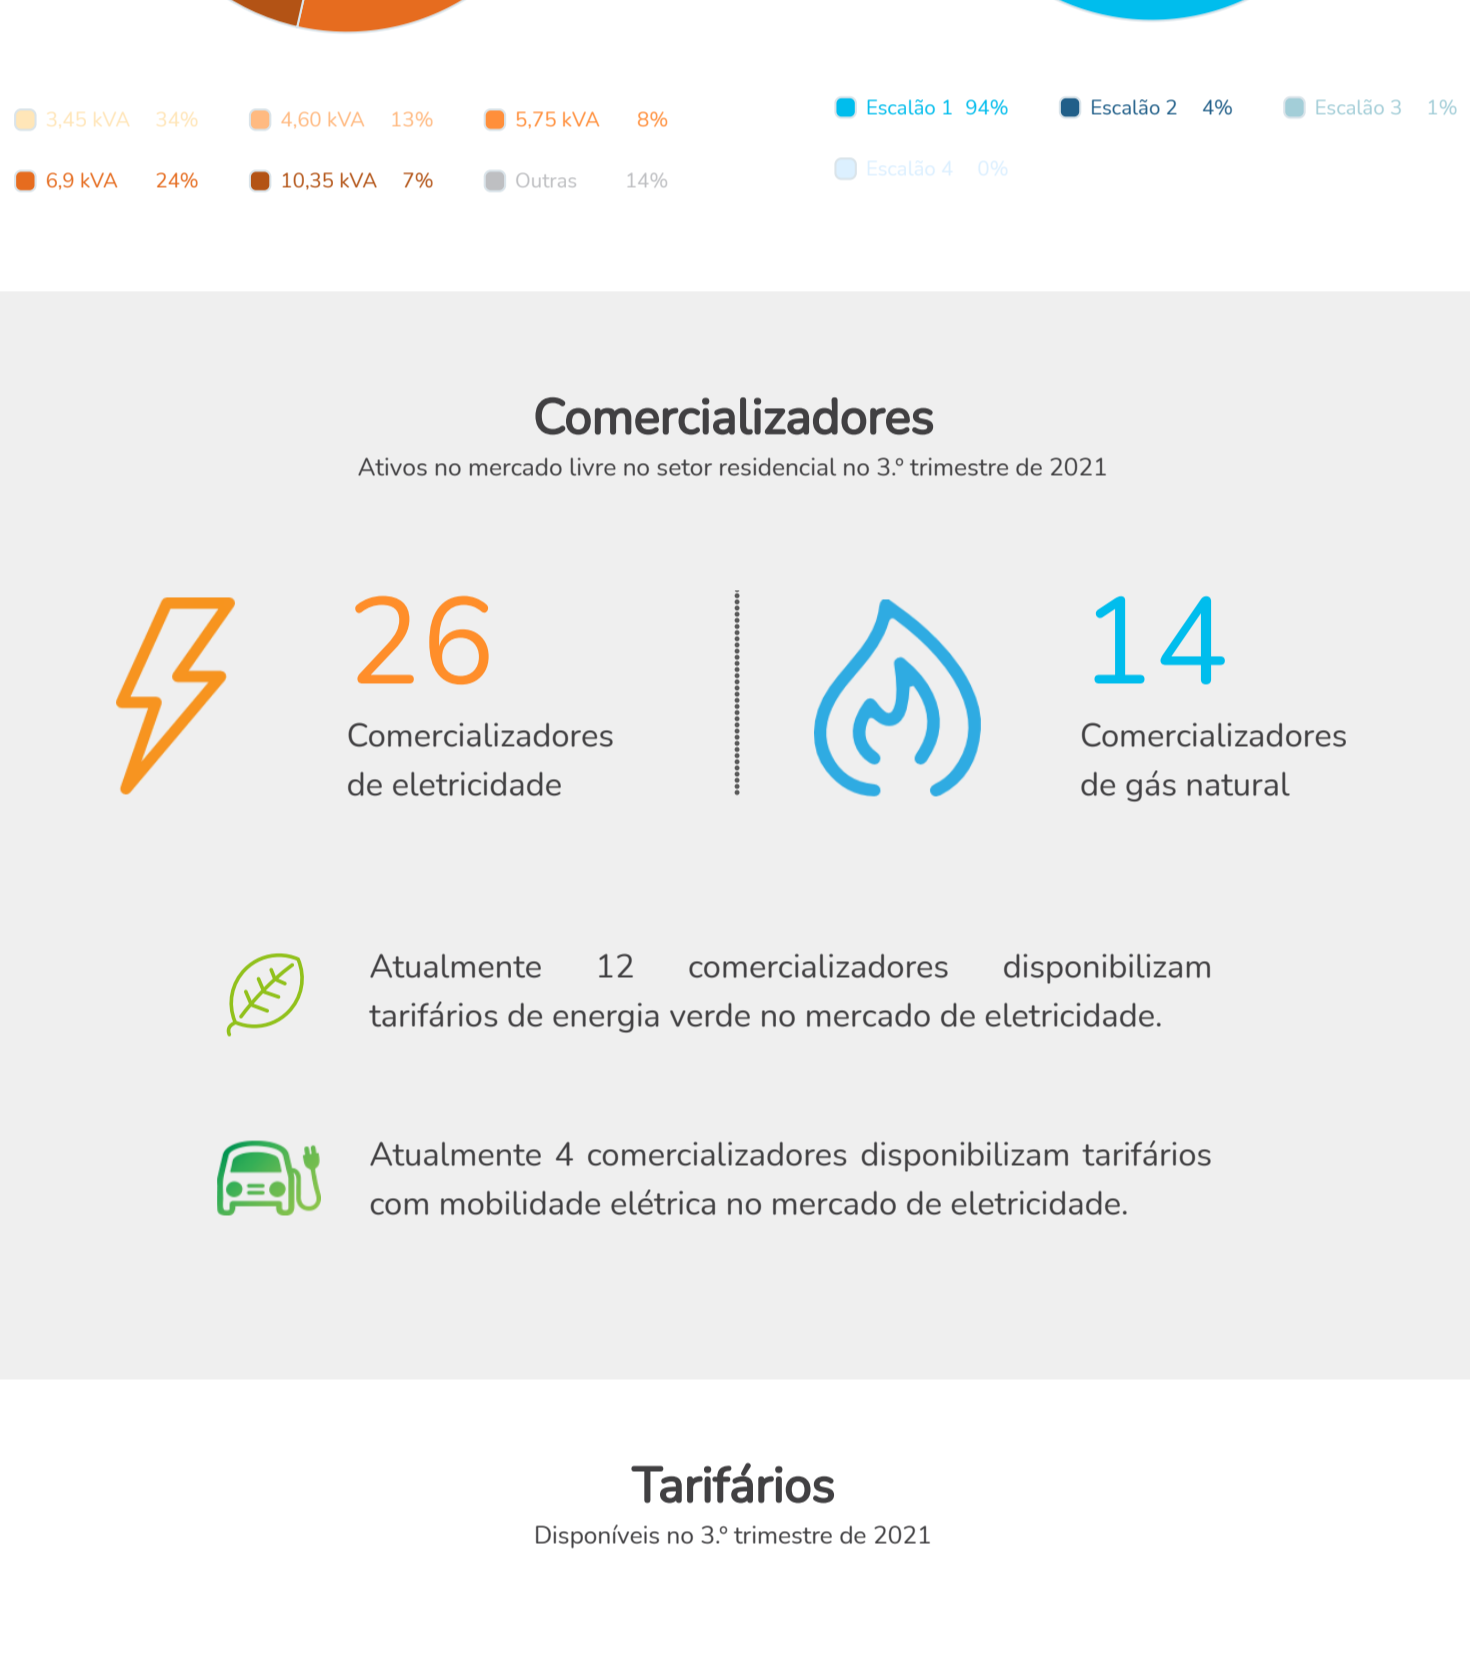 3,45 kVA 34% 4,60 kVA 13% 5,75 kVA 8%
6,9 kVA 24% 10,35 kVA 7% Outras 14%
Escalão 1 94% Escalão 2 4% Escalão 3 1%
Escalão 4 0%
Comercializadores
Ativos no mercado livre no setor residencial no 3.º trimestre de 2021
26
Comercializadores
de eletricidade
14
Comercializadores
de gás natural
Atualmente 12 comercializadores disponibilizam
tarifários de energia verde no mercado de eletricidade.
Atualmente 4 comercializadores disponibilizam tarifários
com mobilidade elétrica no mercado de eletricidade.
Tarifários
Disponíveis no 3.º trimestre de 2021